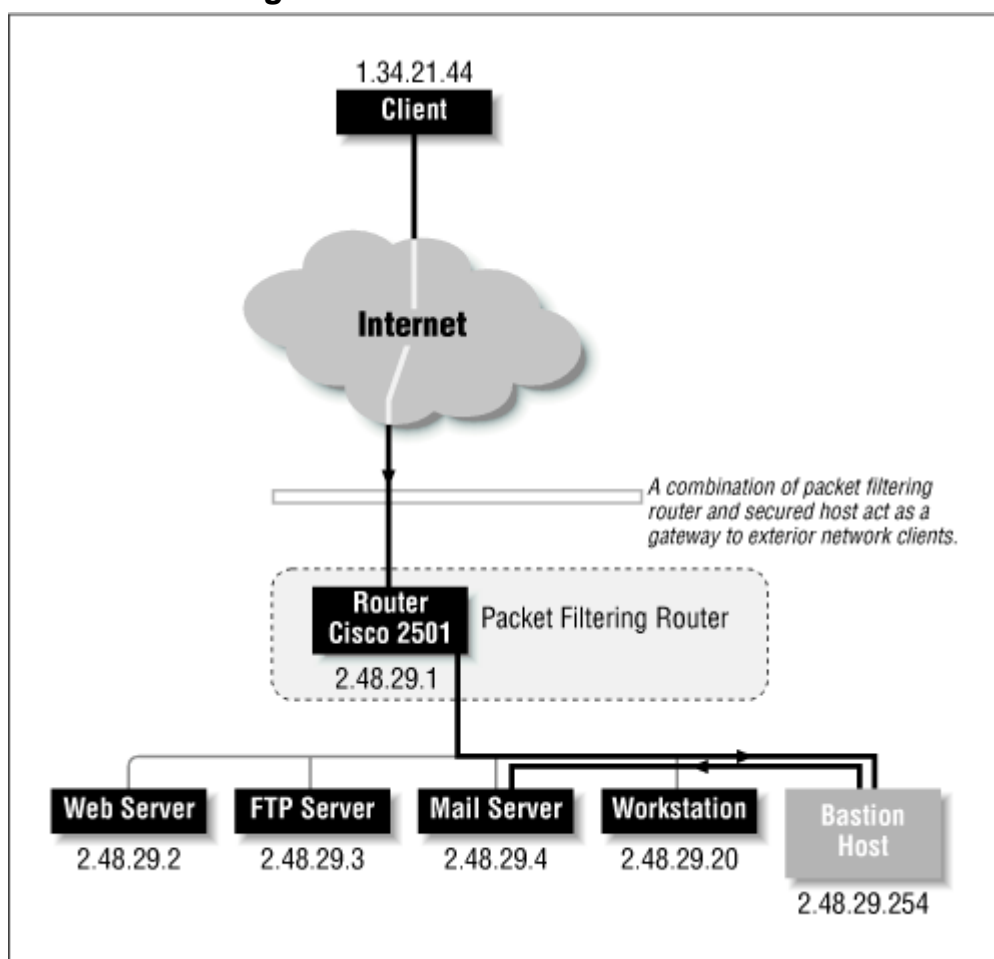 1.34.21.44
Client
Internet
A combination of packet filtering
router and secured host act as a
gateway to exterior network clients.
Router
Cisco 2501
Packet Filtering Router
2.48.29.1
Web Server
FTP Server
Mail Server
Workstation
Bastion
Host
2.48.29.2
2.48.29.3
2.48.29.4
2.48.29.20
2.48.29.254